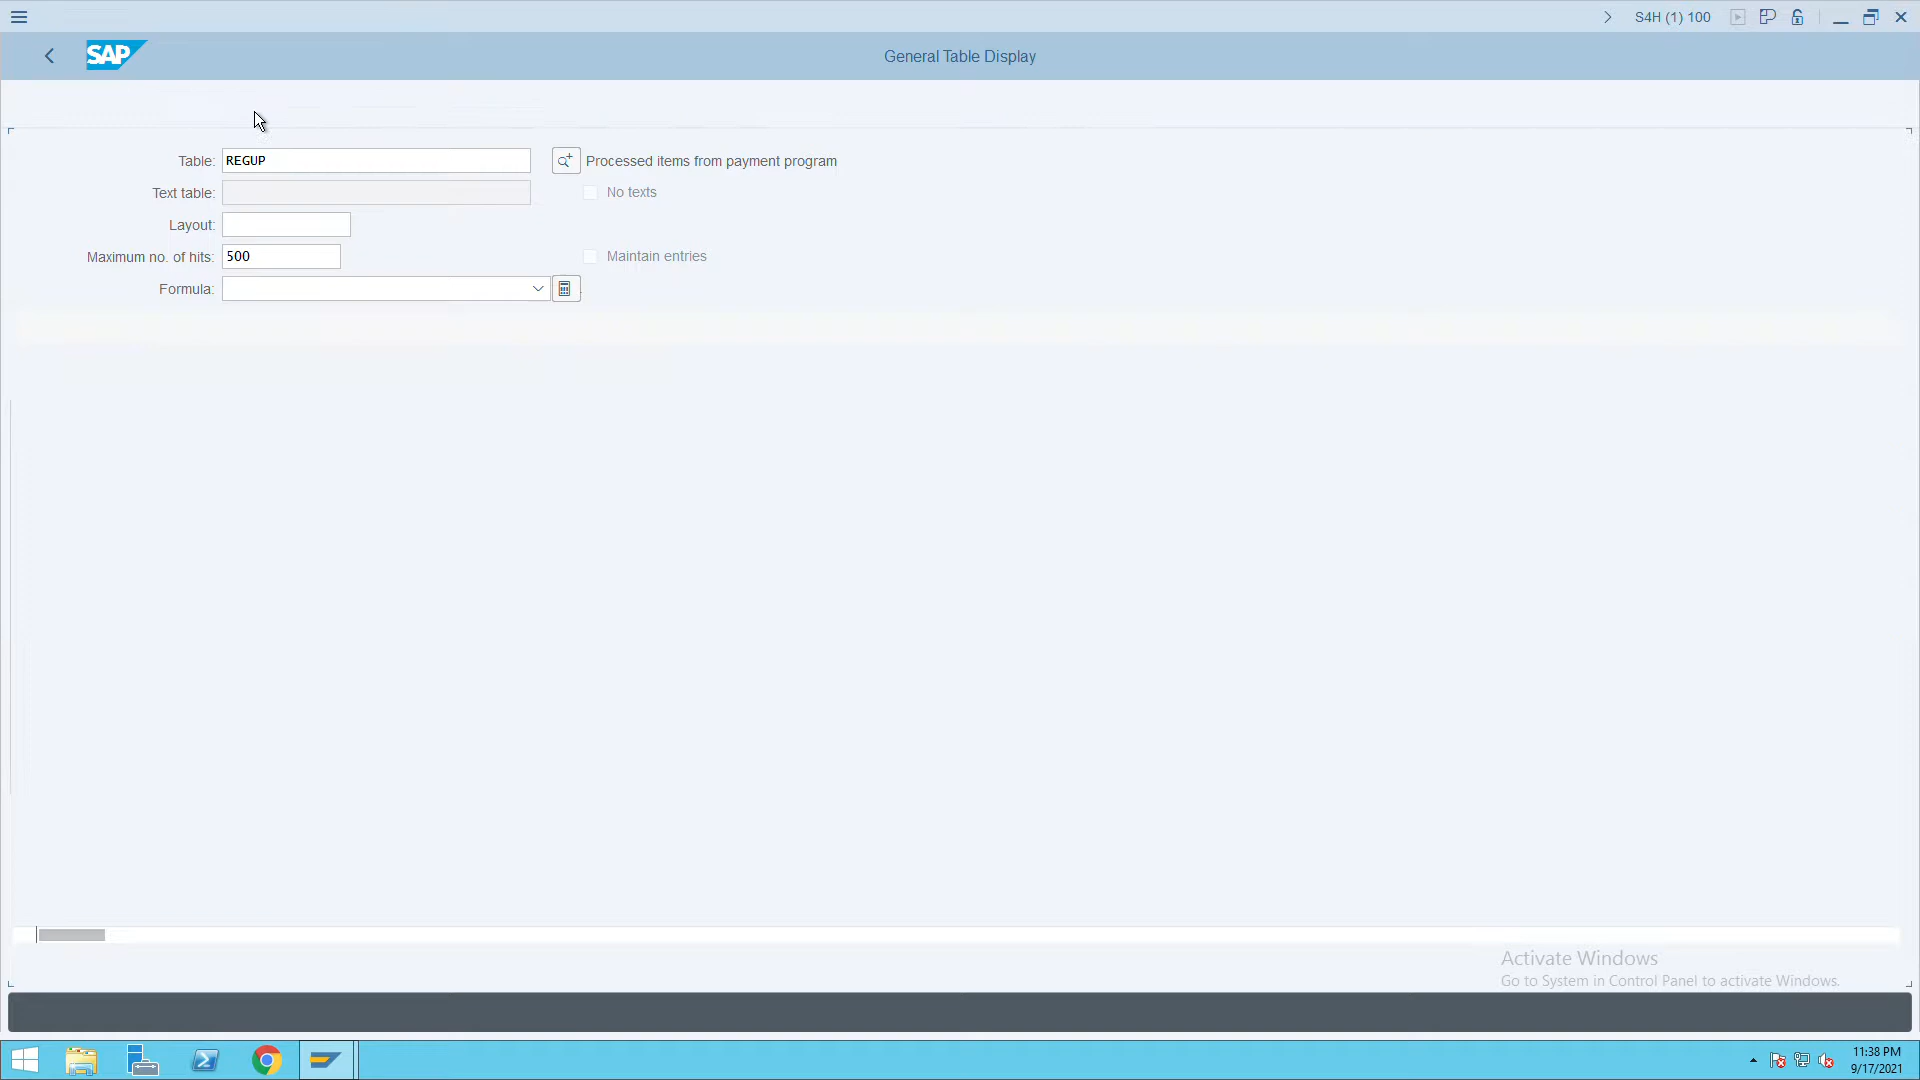 S4H (1) 100
SAP
General Table Display
Table: REGUP Processed items from payment program
Text table: No texts
Layout:
Maximum no. of hits: 500 Maintain entries
Formula:
Activate Windows
Go to System in Control Panel to activate Windows.
11:38 PM
9/17/2021